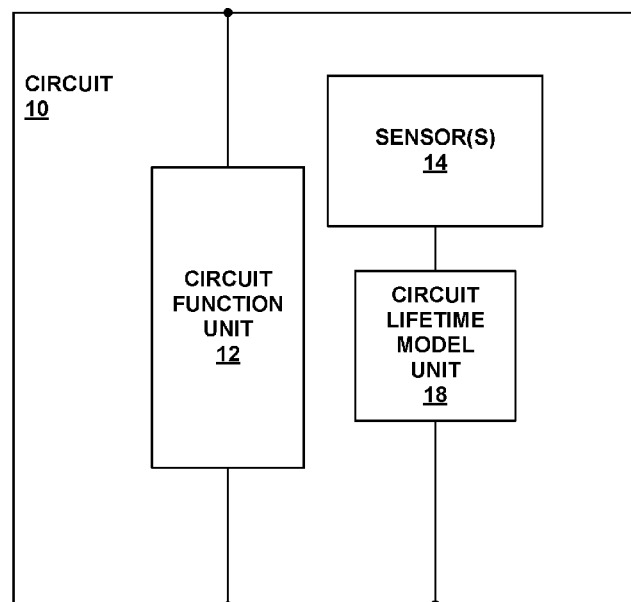 CIRCUIT
10
SENSOR(S)
14
CIRCUIT
FUNCTION
UNIT
12
CIRCUIT
LIFETIME
MODEL
UNIT
18